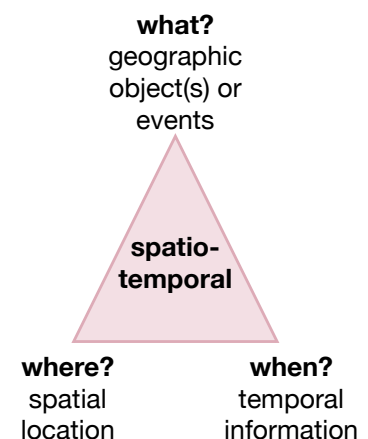 what?
geographic
object(s) or
events
spatio-
temporal
where?
spatial
location
when?
temporal
information